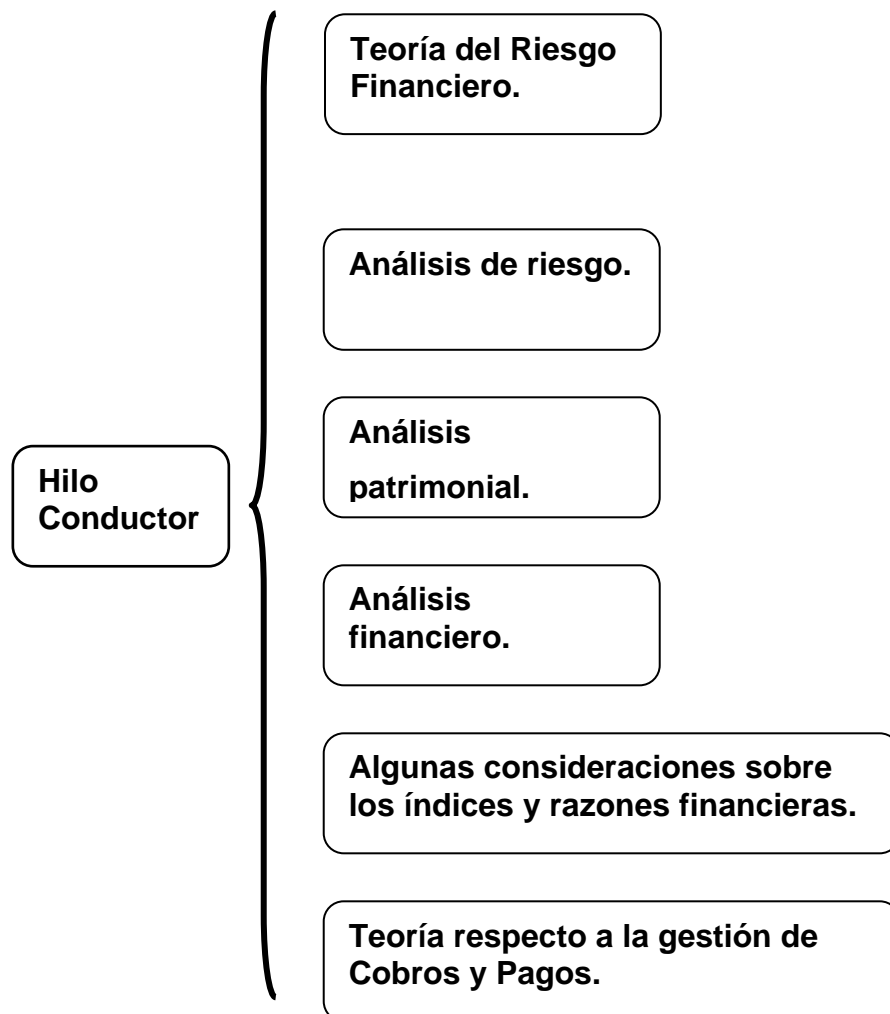 Teoría del Riesgo
Financiero.
Análisis de riesgo.
Análisis
patrimonial.
Hilo
Conductor
Análisis
financiero.
Algunas consideraciones sobre
los índices y razones financieras.
Teoría respecto a la gestión de
Cobros y Pagos.